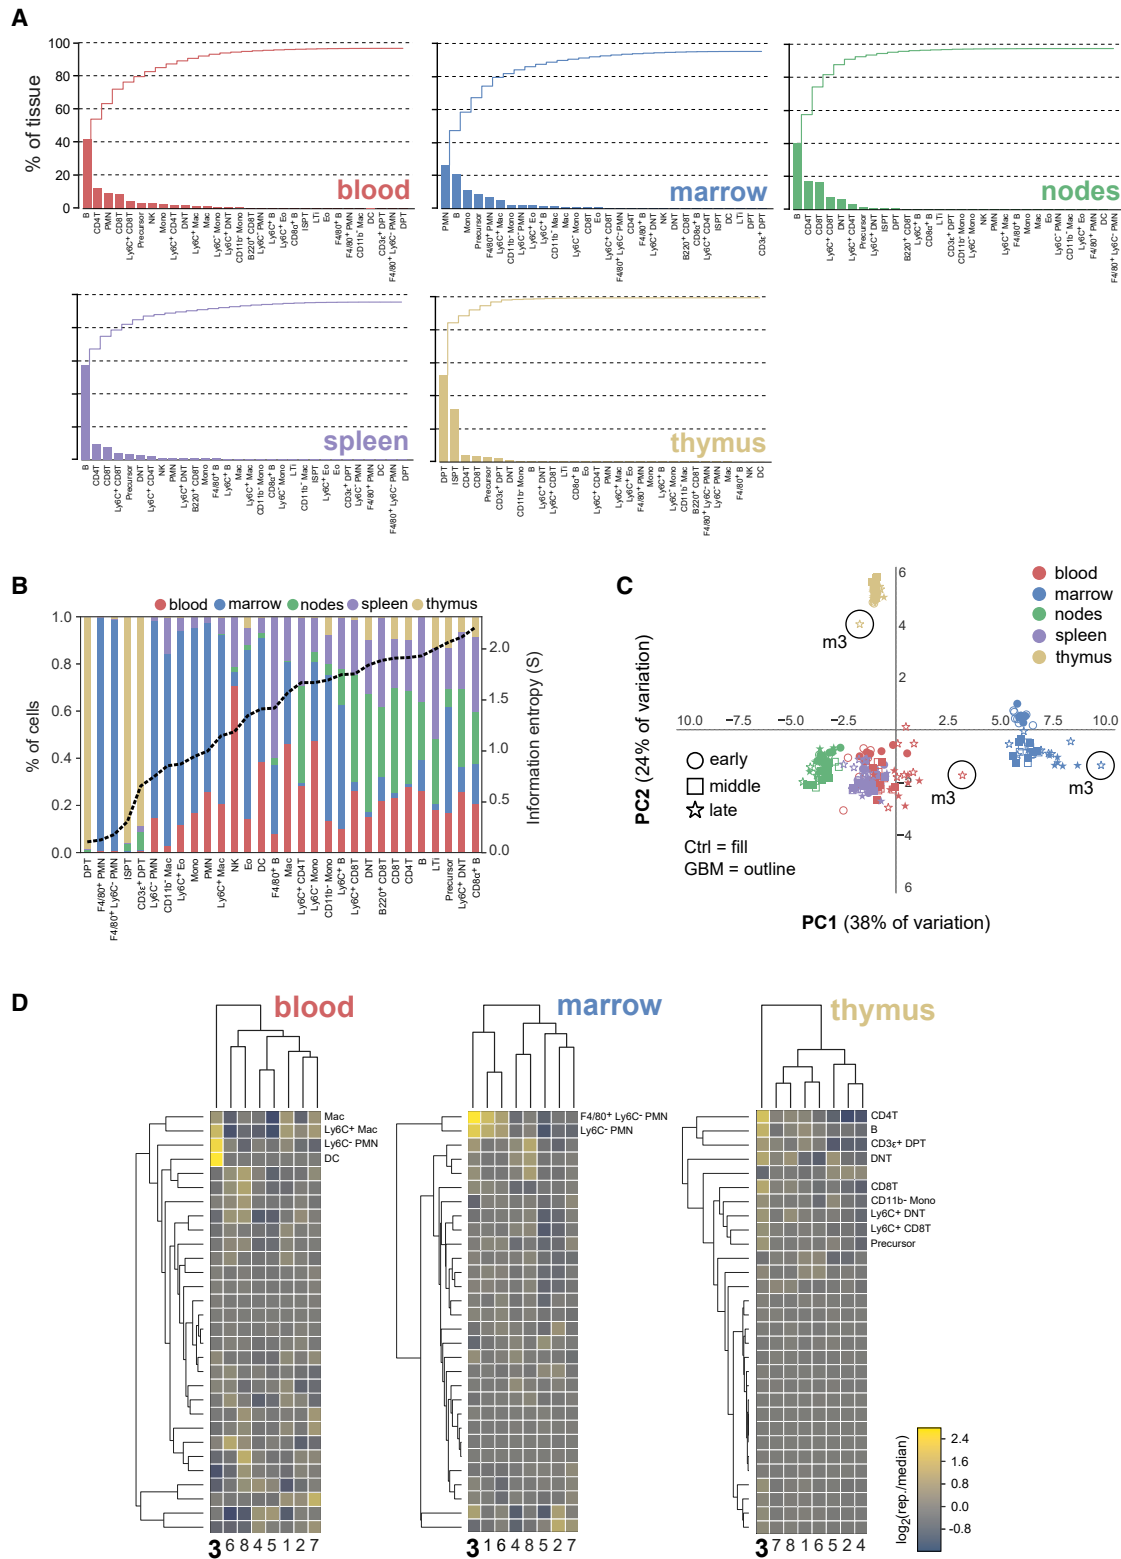 A
% of tissue
100
80
60
40
20
0
blood
B
CD4T
PMN
CD8T
Ly6C⁺ CD8T
Precursor
NK
Mono
Ly6C⁺ CD4T
DNT
Ly6C⁺ Mac
Mac
Ly6C⁻ Mono
Ly6C⁺ DNT
CD11b⁻ Mono
B220⁺ CD8T
Ly6C⁻ PMN
Ly6C⁺ B
Ly6C⁺ Eo
CD8α⁺ B
ISPT
LTi
Eo
F4/80⁺ B
F4/80⁺ PMN
CD11b⁻ Mac
DC
CD3ε⁺ DPT
F4/80⁺ Ly6C⁻ PMN
DPT
marrow
PMN
B
Mono
Precursor
F4/80⁺ PMN
Ly6C⁺ Mac
CD11b⁻ Mono
Ly6C⁻ PMN
Ly6C⁺ Eo
Ly6C⁺ B
CD11b⁻ Mac
Mac
Ly6C⁻ Mono
CD8T
Eo
NK
nodes
B
CD4T
CD8T
Ly6C⁺ CD8T
DNT
Ly6C⁺ CD4T
Precursor
Ly6C⁺ DNT
ISPT
DPT
B220⁺ CD8T
Ly6C⁺ B
CD8α⁺ B
LTi
CD3ε⁺ DPT
CD11b⁻ Mono
Ly6C⁻ Mono
NK
PMN
Ly6C⁺ Mac
F4/80⁺ B
Mono
Mac
Eo
Ly6C⁻ PMN
CD11b⁻ Mac
Ly6C⁺ Eo
F4/80⁺ PMN
DC
F4/80⁺ Ly6C⁻ PMN
spleen
B
CD4T
CD8T
Ly6C⁺ CD8T
Precursor
DNT
Ly6C⁺ CD4T
NK
PMN
Ly6C⁺ DNT
B220⁺ CD8T
Mono
F4/80⁺ B
Ly6C⁺ B
Mac
Ly6C⁺ Mac
CD11b⁻ Mono
CD8α⁺ B
Ly6C⁻ Mono
LTi
CD11b⁻ Mac
ISPT
Ly6C⁺ Eo
Eo
CD3ε⁺ DPT
Ly6C⁻ PMN
F4/80⁺ PMN
DC
F4/80⁺ Ly6C⁻ PMN
DPT
thymus
DPT
ISPT
CD4T
CD8T
Precursor
CD3ε⁺ DPT
DNT
CD11b⁻ Mono
B
Ly6C⁺ DNT
Ly6C⁺ CD8T
LTi
CD8α⁺ B
Eo
Ly6C⁺ CD4T
PMN
Ly6C⁺ Mac
Ly6C⁺ Eo
F4/80⁺ PMN
Mono
Ly6C⁺ B
Ly6C⁻ Mono
CD11b⁻ Mac
B220⁺ CD8T
F4/80⁺ Ly6C⁻ PMN
Ly6C⁻ PMN
Mac
F4/80⁺ B
NK
DC
B
blood
marrow
nodes
spleen
thymus
% of cells
1.0
0.8
0.6
0.4
0.2
0.0
Information entropy (S)
2.0
1.5
1.0
0.5
0.0
DPT
F4/80⁺ PMN
F4/80⁺ Ly6C⁻ PMN
ISPT
CD3ε⁺ DPT
Ly6C⁻ PMN
CD11b⁻ Mac
Ly6C⁺ Eo
Mono
PMN
Ly6C⁺ Mac
NK
Eo
DC
F4/80⁺ B
Mac
Ly6C⁺ CD4T
Ly6C⁻ Mono
CD11b⁻ Mono
Ly6C⁺ B
Ly6C⁺ CD8T
DNT
B220⁺ CD8T
CD8T
CD4T
B
LTi
Precursor
Ly6C⁺ DNT
CD8α⁺ B
C
blood
marrow
nodes
spleen
thymus
PC2 (24% of variation)
6
4
2
−2
−4
6
10.0
−7.5
−5.0
−2.5
2.5
5.0
7.5
10.0
m3
m3
m3
early
middle
late
Ctrl = fill
GBM = outline
PC1 (38% of variation)
D
blood
Mac
Ly6C+ Mac
Ly6C- PMN
DC
3 6 8 4 5 1 2 7
marrow
F4/80+ Ly6C- PMN
Ly6C- PMN
3 1 6 4 8 5 2 7
thymus
CD4T
B
CD3ε+ DPT
DNT
CD8T
CD11b- Mono
Ly6C+ DNT
Ly6C+ CD8T
Precursor
3 7 8 1 6 5 2 4
log₂(rep./median)
2.4
1.6
0.8
0.0
-0.8